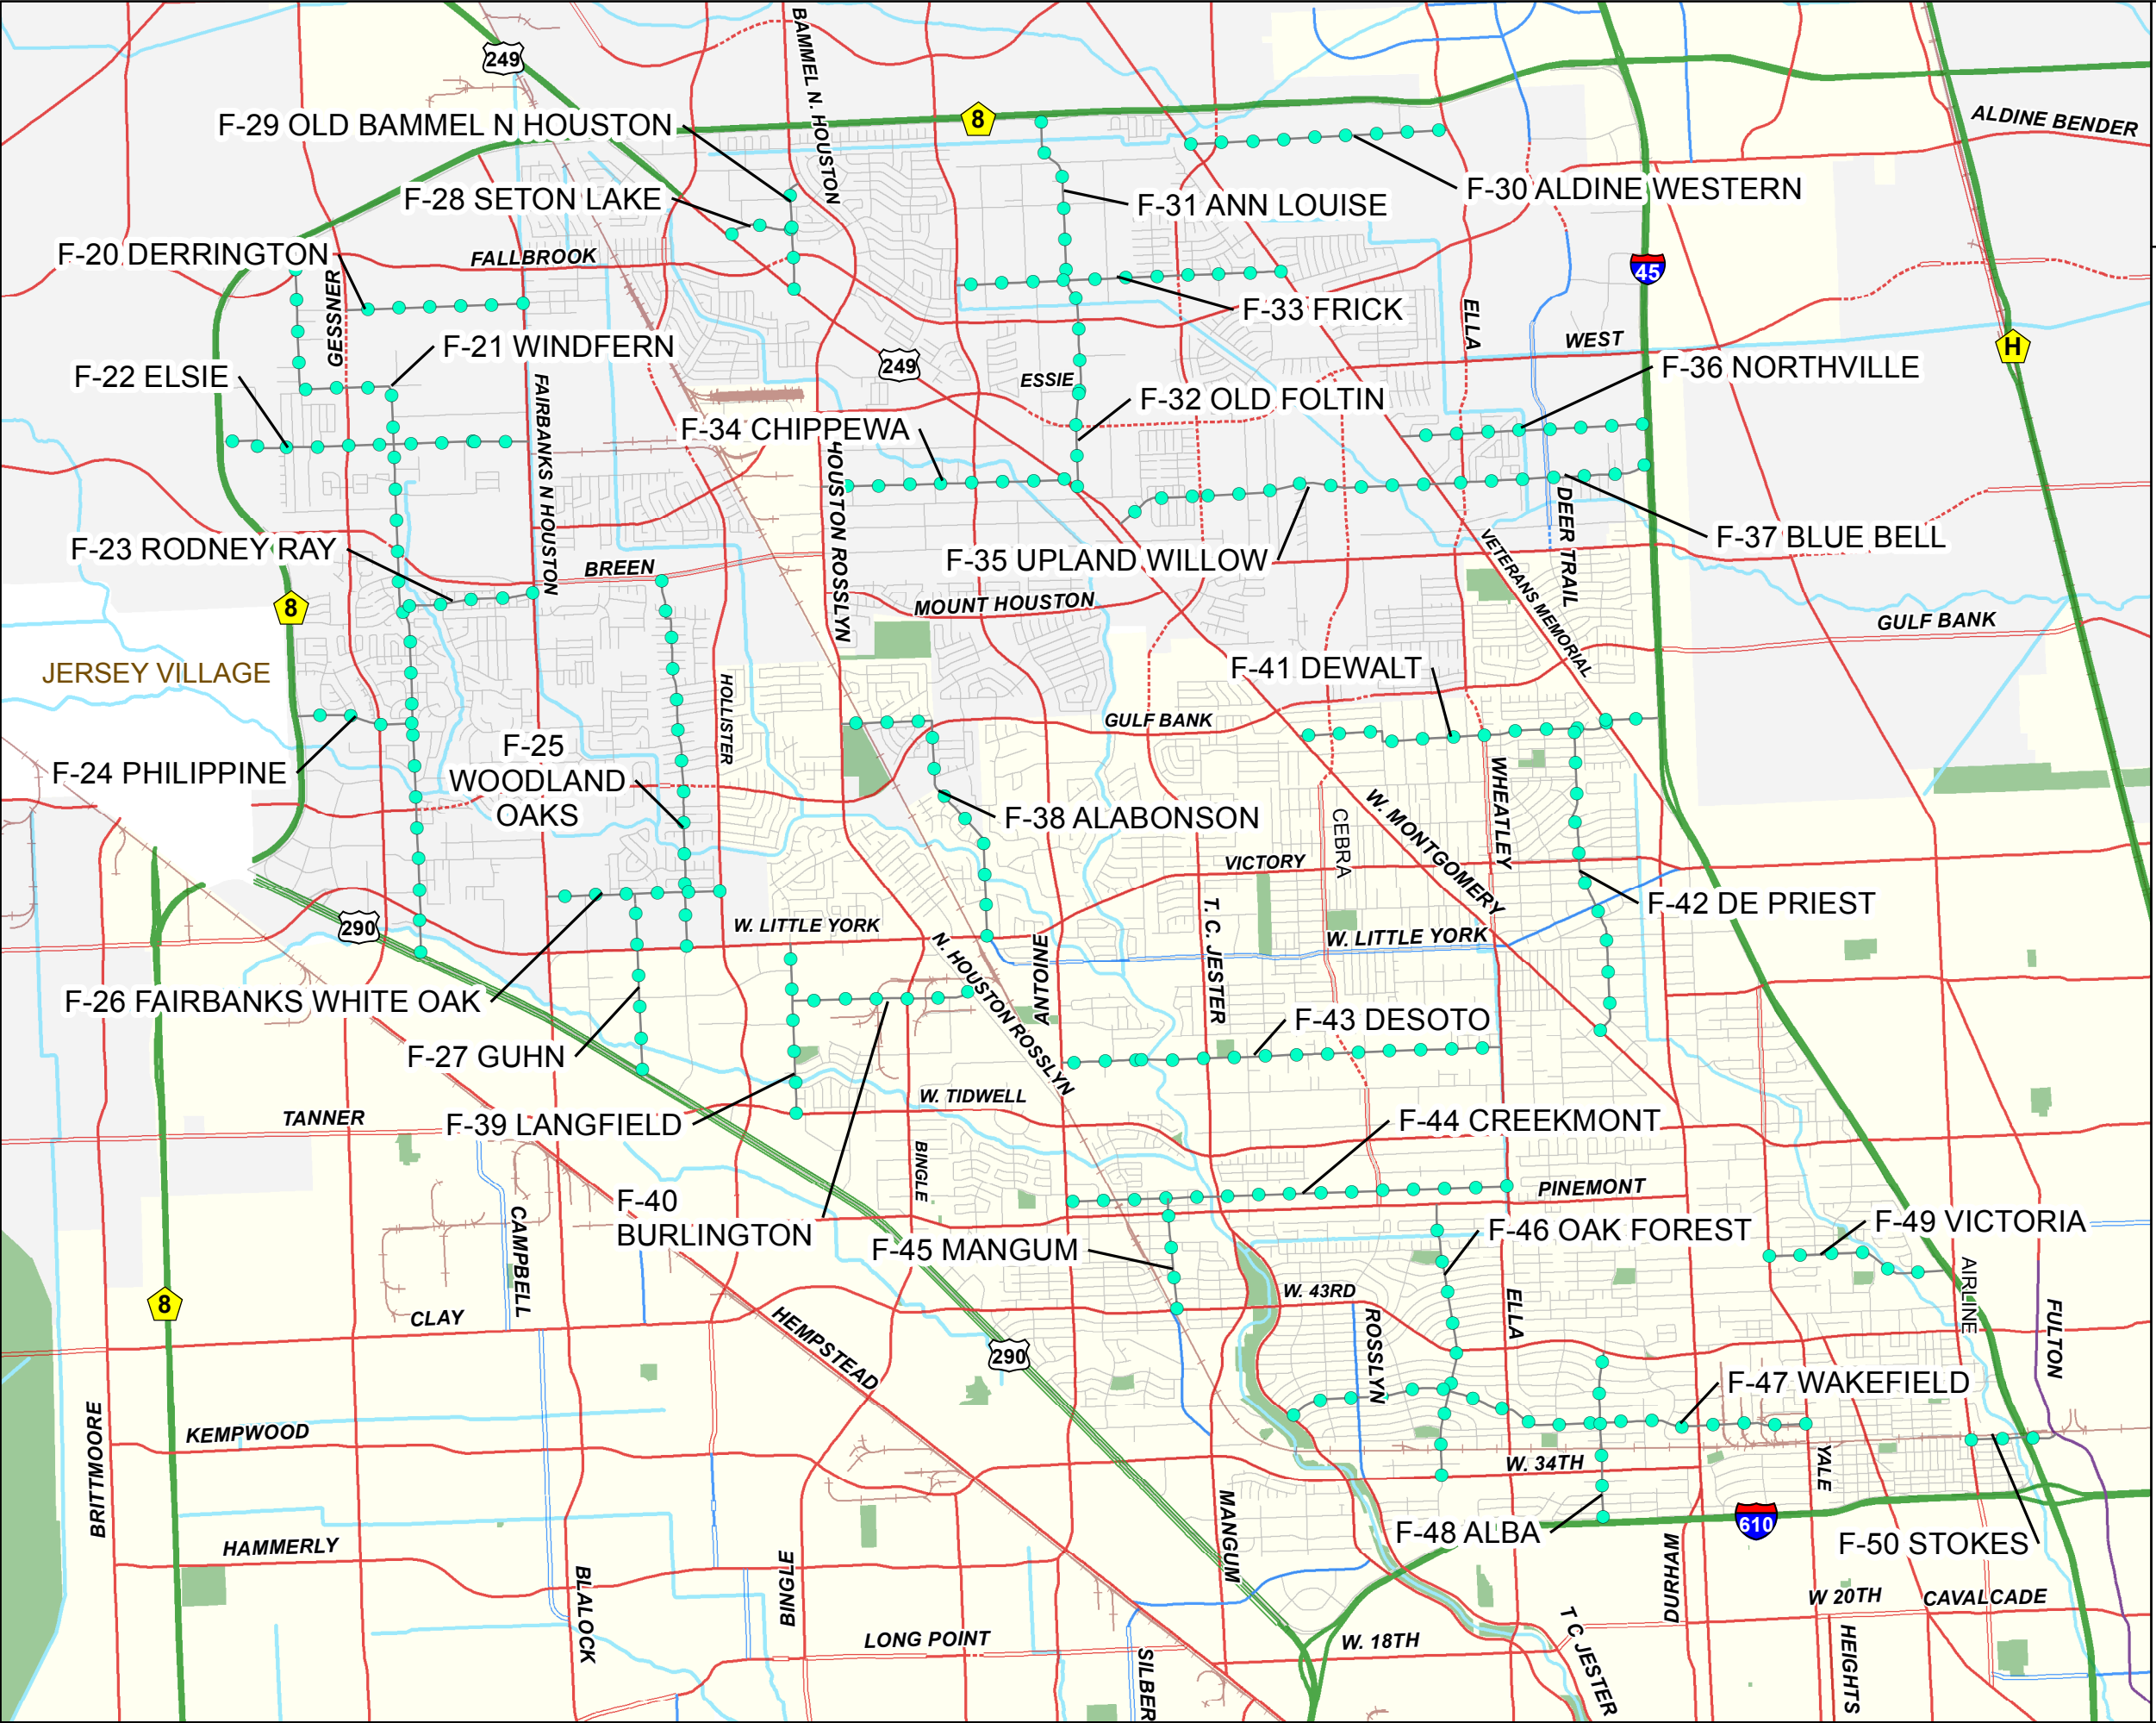 249
BAMMEL N. HOUSTON
F-29 OLD BAMMEL N HOUSTON
8
ALDINE BENDER
F-28 SETON LAKE
F-30 ALDINE WESTERN
F-31 ANN LOUISE
F-20 DERRINGTON
FALLBROOK
45
GESSNER
F-33 FRICK
ELLA
WEST
H
F-21 WINDFERN
249
F-36 NORTHVILLE
F-22 ELSIE
ESSIE
F-32 OLD FOLTIN
FAIRBANKS N HOUSTON
F-34 CHIPPEWA
HOUSTON ROSSLYN
DEER TRAIL
F-37 BLUE BELL
F-23 RODNEY RAY
F-35 UPLAND WILLOW
VETERANS MEMORIAL
BREEN
8
MOUNT HOUSTON
GULF BANK
JERSEY VILLAGE
F-41 DEWALT
HOLLISTER
GULF BANK
F-25
WOODLAND
OAKS
F-24 PHILIPPINE
WHEATLEY
F-38 ALABONSON
W. MONTGOMERY
CEBRA
VICTORY
F-42 DE PRIEST
290
W. LITTLE YORK
T. C. JESTER
W. LITTLE YORK
N. HOUSTON ROSSLYN
ANTOINE
F-26 FAIRBANKS WHITE OAK
F-43 DESOTO
F-27 GUHN
W. TIDWELL
TANNER
F-39 LANGFIELD
F-44 CREEKMONT
BINGLE
PINEMONT
F-40
BURLINGTON
CAMPBELL
F-45 MANGUM
F-46 OAK FOREST
F-49 VICTORIA
AIRLINE
8
W. 43RD
CLAY
HEMPSTEAD
ROSSLYN
ELLA
FULTON
290
F-47 WAKEFIELD
BRITTMOORE
KEMPWOOD
W. 34TH
YALE
MANGUM
F-48 ALBA
610
F-50 STOKES
HAMMERLY
DURHAM
BLALOCK
BINGLE
W 20TH
CAVALCADE
LONG POINT
W. 18TH
T C JESTER
HEIGHTS
SILBER